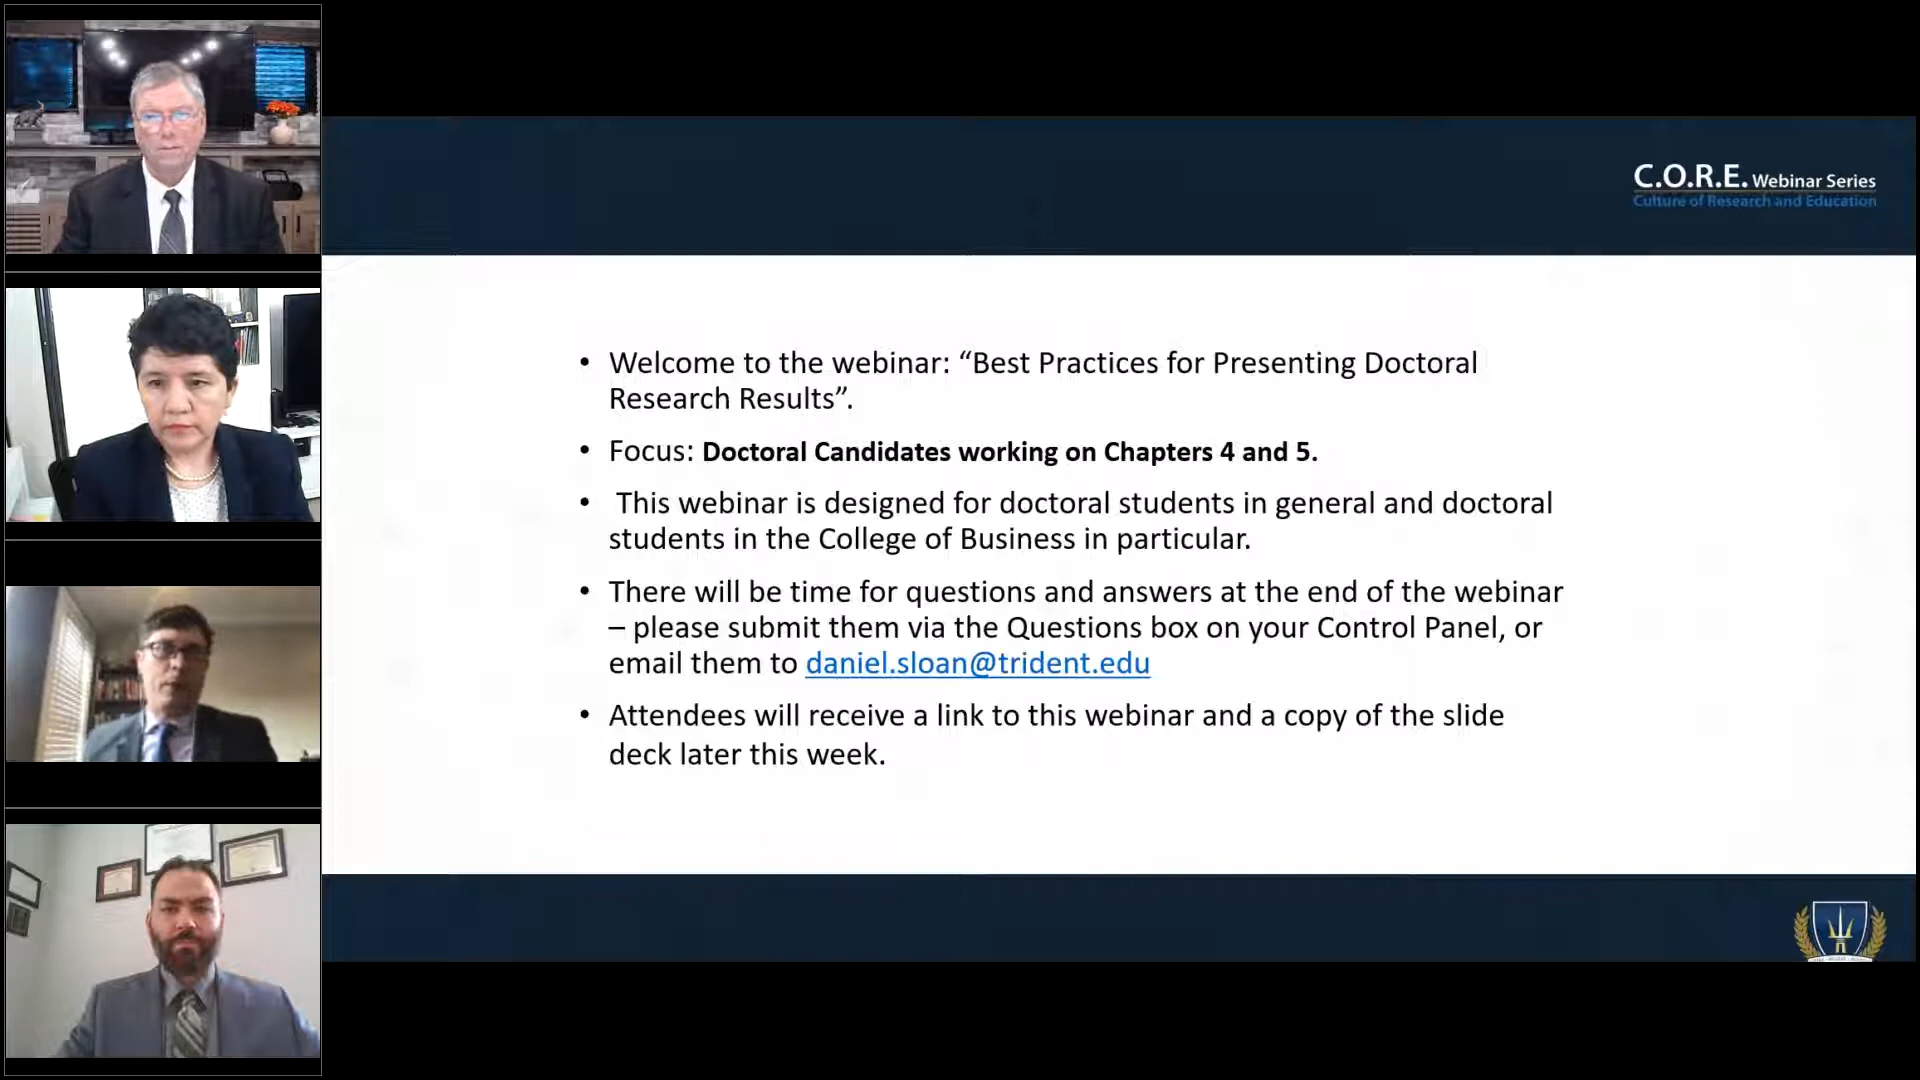 C.O.R.E. Webinar Series
Culture of Research and Education
• Welcome to the webinar: “Best Practices for Presenting Doctoral
Research Results”.
• Focus: Doctoral Candidates working on Chapters 4 and 5.
• This webinar is designed for doctoral students in general and doctoral
students in the College of Business in particular.
• There will be time for questions and answers at the end of the webinar
– please submit them via the Questions box on your Control Panel, or
email them to daniel.sloan@trident.edu
• Attendees will receive a link to this webinar and a copy of the slide
deck later this week.